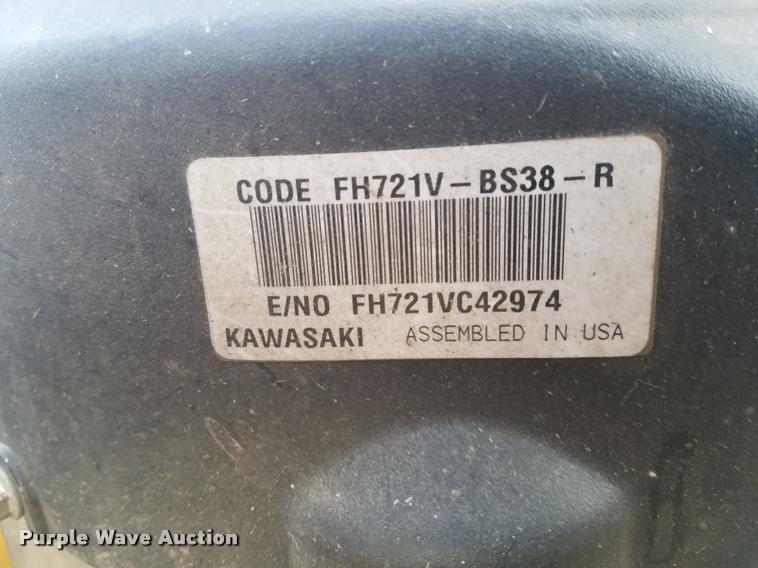 CODE FH721V-BS38-R
E/NO FH721VC42974
KAWASAKI ASSEMBLED IN USA
Purple Wave Auction